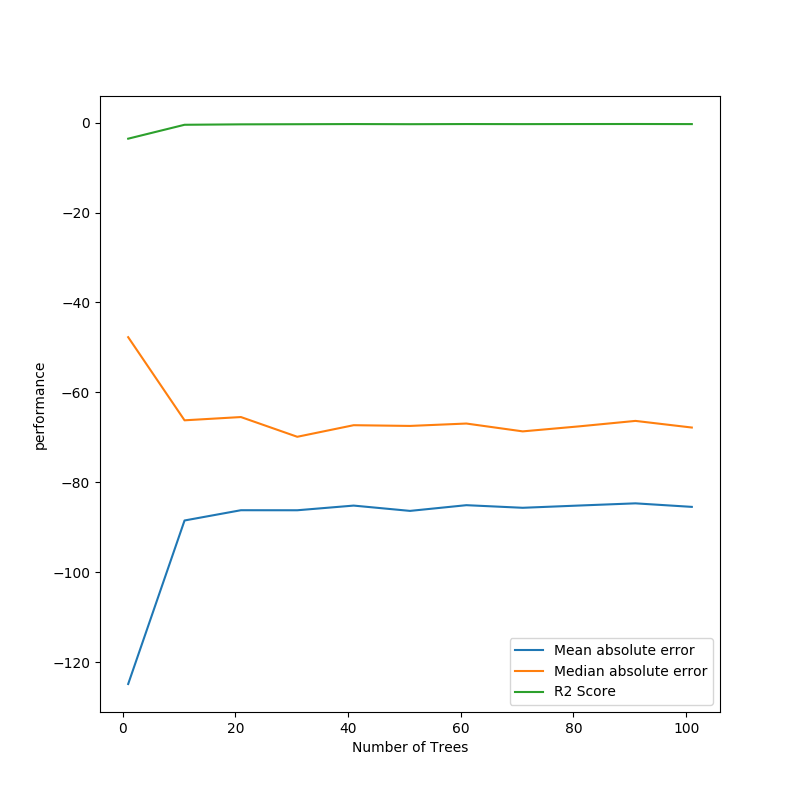 0
−20
−40
−60
−80
−100
−120
performance
0 20 40 60 80 100
Number of Trees
Mean absolute error
Median absolute error
R2 Score